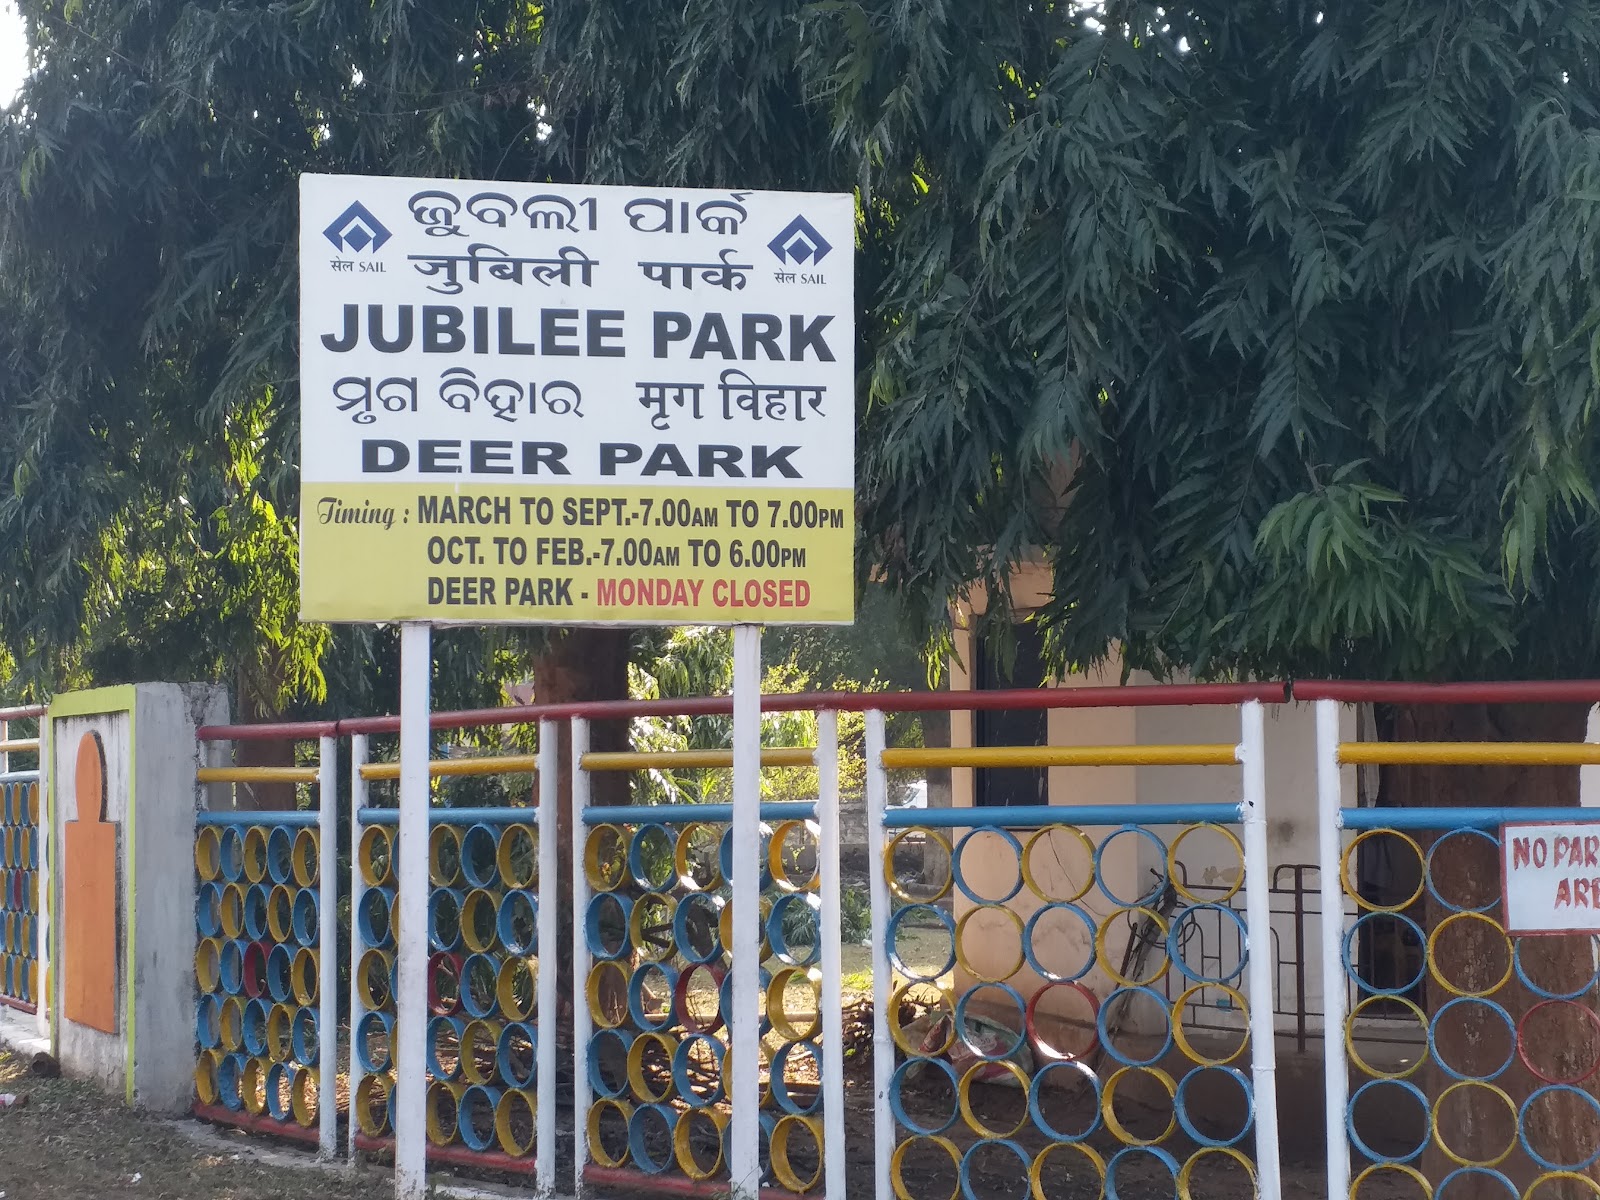 ଜୁବଲୀ ପାର୍କ
सेल SAIL
सेल SAIL
जुबिली पार्क
JUBILEE PARK
ମୃଗ ବିହାର मृग विहार
DEER PARK
Timing : MARCH TO SEPT.-7.00AM TO 7.00PM
OCT. TO FEB.-7.00AM TO 6.00PM
DEER PARK - MONDAY CLOSED
NO